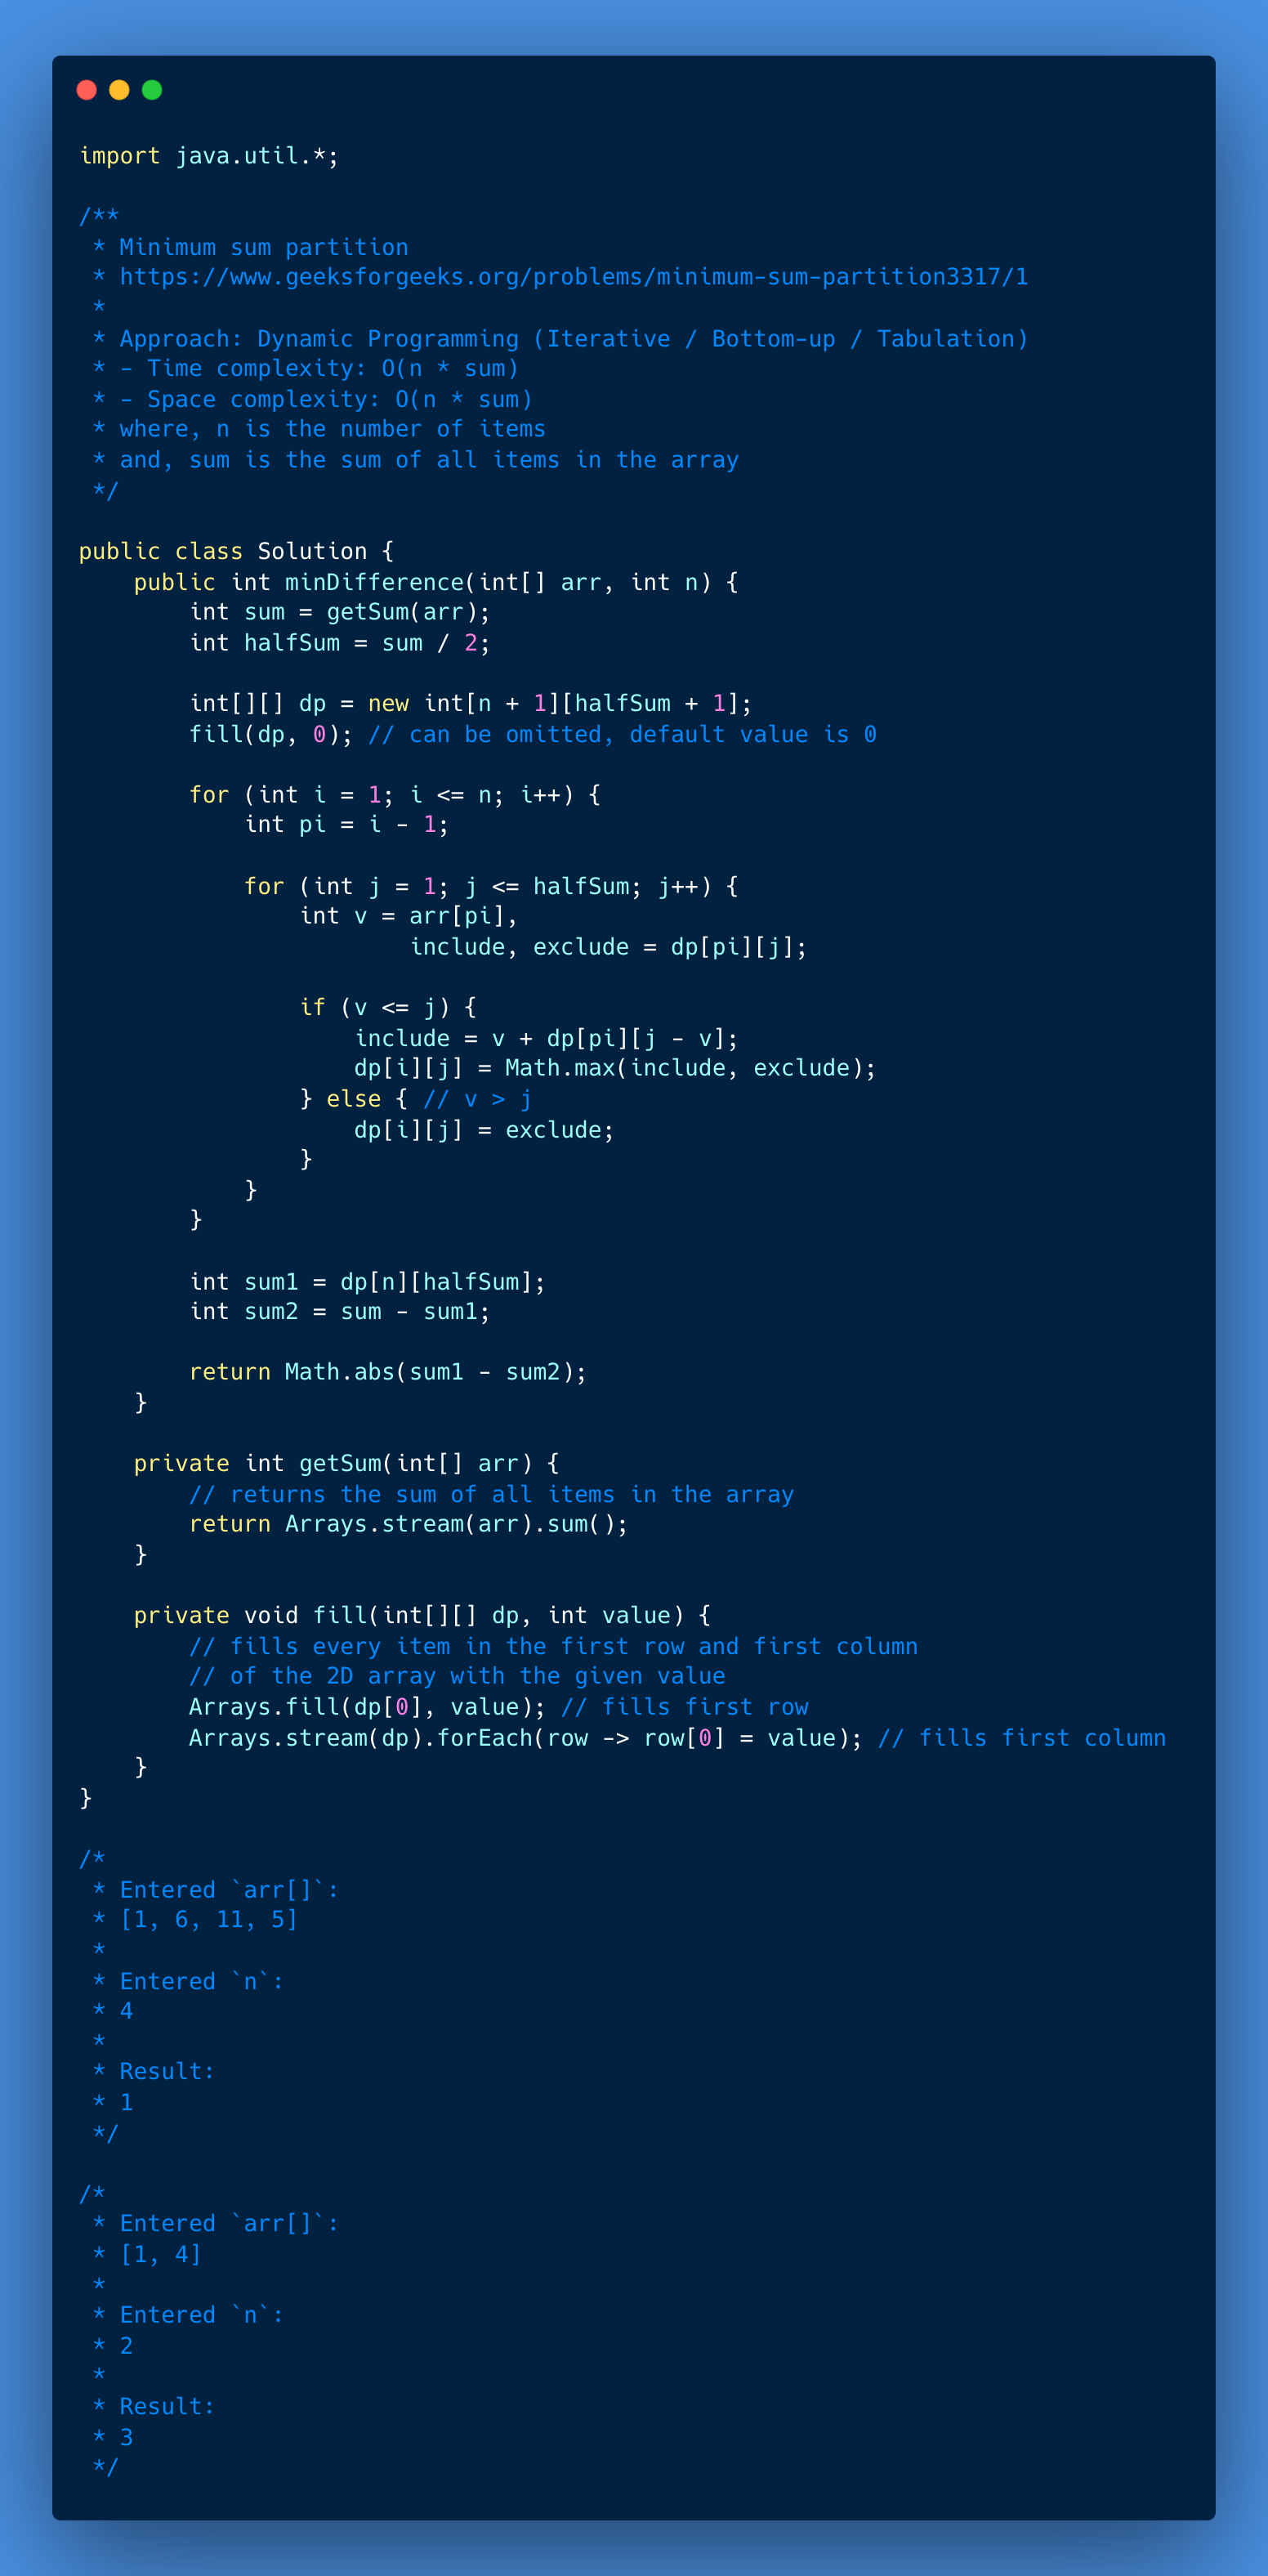 import java.util.*;

/**
 * Minimum sum partition
 * https://www.geeksforgeeks.org/problems/minimum-sum-partition3317/1
 *
 * Approach: Dynamic Programming (Iterative / Bottom-up / Tabulation)
 * - Time complexity: O(n * sum)
 * - Space complexity: O(n * sum)
 * where, n is the number of items
 * and, sum is the sum of all items in the array
 */

public class Solution {
    public int minDifference(int[] arr, int n) {
        int sum = getSum(arr);
        int halfSum = sum / 2;

        int[][] dp = new int[n + 1][halfSum + 1];
        fill(dp, 0); // can be omitted, default value is 0

        for (int i = 1; i <= n; i++) {
            int pi = i - 1;

            for (int j = 1; j <= halfSum; j++) {
                int v = arr[pi],
                        include, exclude = dp[pi][j];

                if (v <= j) {
                    include = v + dp[pi][j - v];
                    dp[i][j] = Math.max(include, exclude);
                } else { // v > j
                    dp[i][j] = exclude;
                }
            }
        }

        int sum1 = dp[n][halfSum];
        int sum2 = sum - sum1;

        return Math.abs(sum1 - sum2);
    }

    private int getSum(int[] arr) {
        // returns the sum of all items in the array
        return Arrays.stream(arr).sum();
    }

    private void fill(int[][] dp, int value) {
        // fills every item in the first row and first column
        // of the 2D array with the given value
        Arrays.fill(dp[0], value); // fills first row
        Arrays.stream(dp).forEach(row -> row[0] = value); // fills first column
    }
}

/*
 * Entered `arr[]`:
 * [1, 6, 11, 5]
 *
 * Entered `n`:
 * 4
 *
 * Result:
 * 1
 */

/*
 * Entered `arr[]`:
 * [1, 4]
 *
 * Entered `n`:
 * 2
 *
 * Result:
 * 3
 */